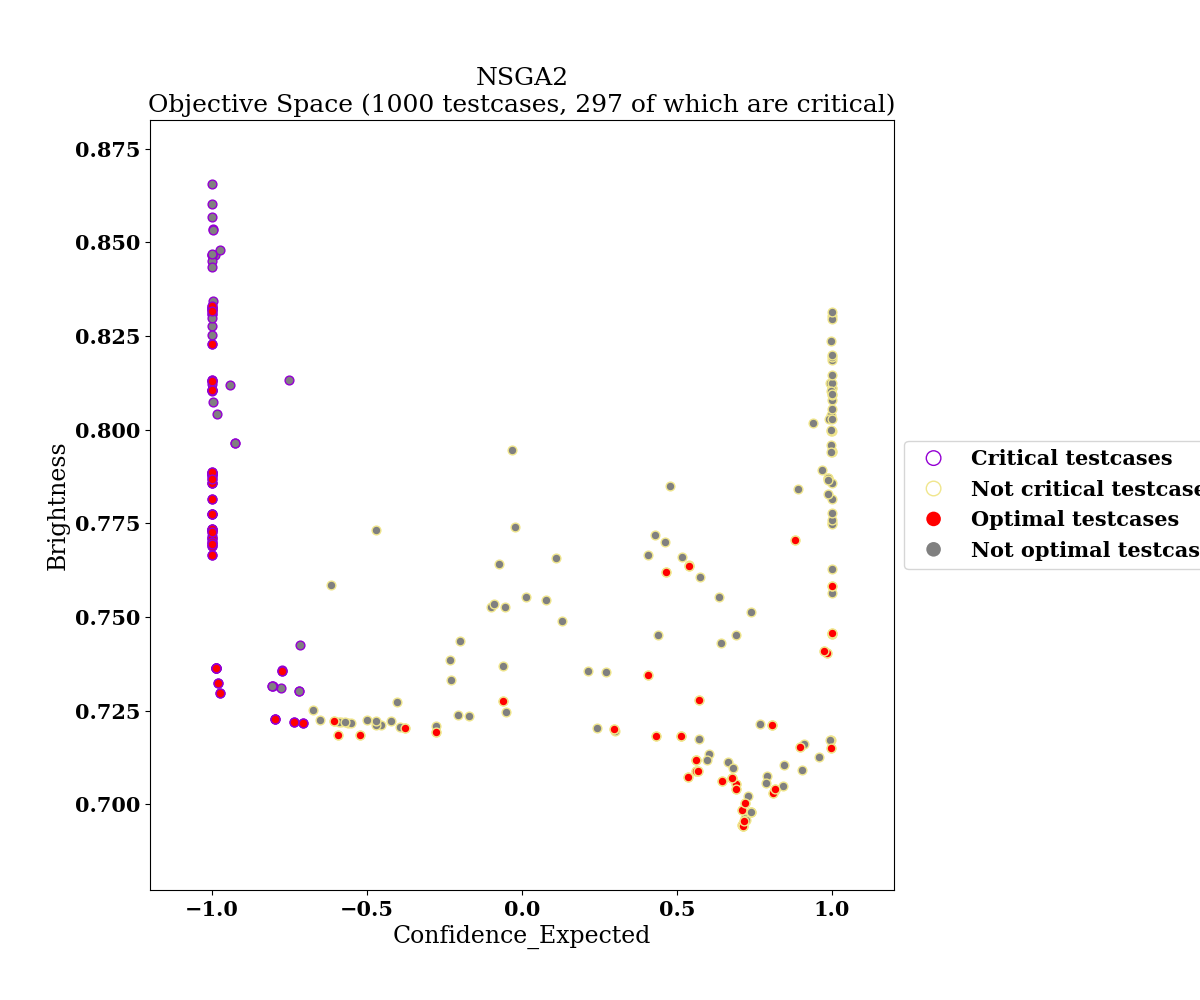 NSGA2
Objective Space (1000 testcases, 297 of which are critical)
0.875
0.850
0.825
0.800
0.775
0.750
0.725
0.700
Brightness
−1.0
−0.5
0.0
0.5
1.0
Confidence_Expected
Critical testcases
Not critical testcase
Optimal testcases
Not optimal testcas